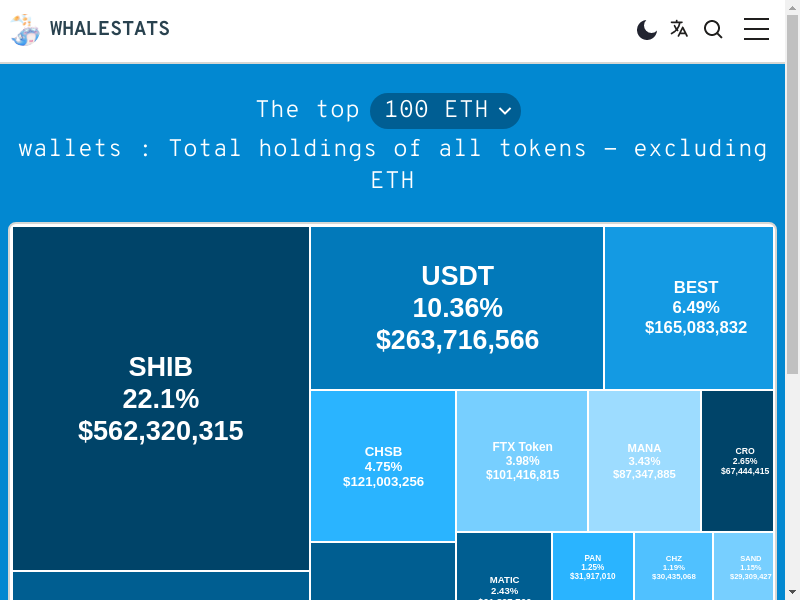 WHALESTATS
The top 100 ETH
wallets : Total holdings of all tokens – excluding
ETH
SHIB
22.1%
$562,320,315
USDT
10.36%
$263,716,566
BEST
6.49%
$165,083,832
CHSB
4.75%
$121,003,256
FTX Token
3.98%
$101,416,815
MANA
3.43%
$87,347,885
CRO
2.65%
$67,444,415
MATIC
2.43%
PAN
1.25%
$31,917,010
CHZ
1.19%
$30,435,068
SAND
1.15%
$29,309,427